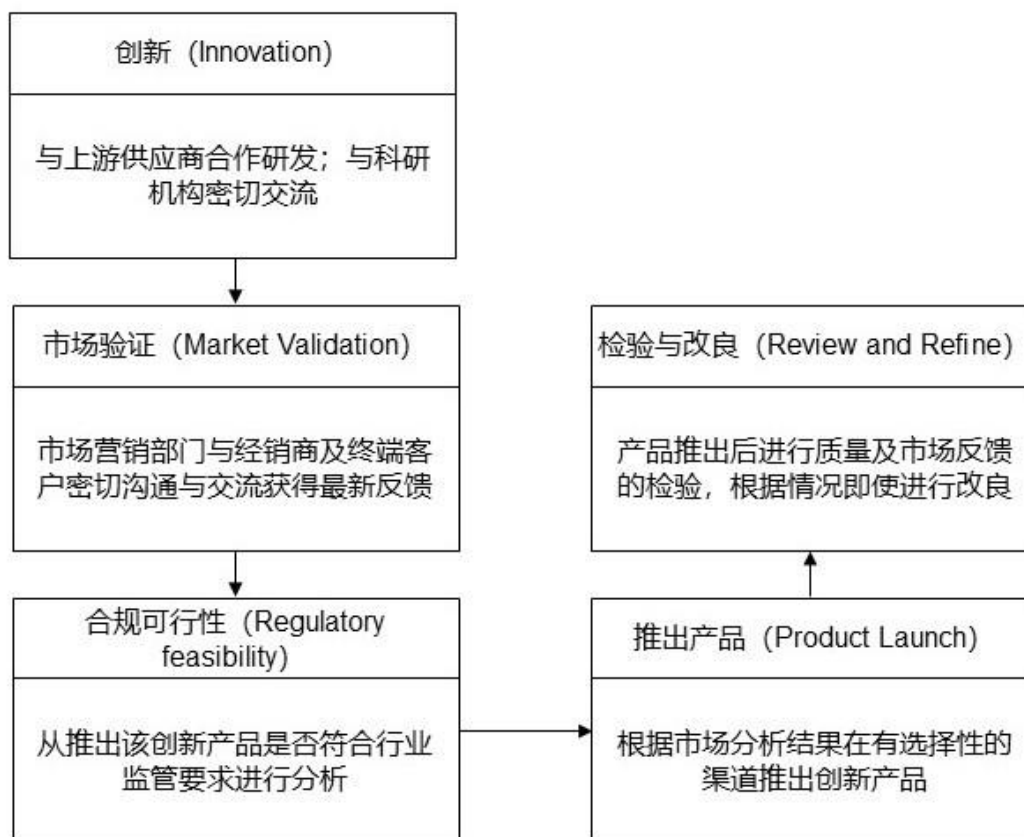 创新（Innovation）
与上游供应商合作研发；与科研
机构密切交流
市场验证（Market Validation）
市场营销部门与经销商及终端客
户密切沟通与交流获得最新反馈
合规可行性（Regulatory
feasibility）
从推出该创新产品是否符合行业
监管要求进行分析
推出产品（Product Launch）
根据市场分析结果在有选择性的
渠道推出创新产品
检验与改良（Review and Refine）
产品推出后进行质量及市场反馈
的检验，根据情况即使进行改良